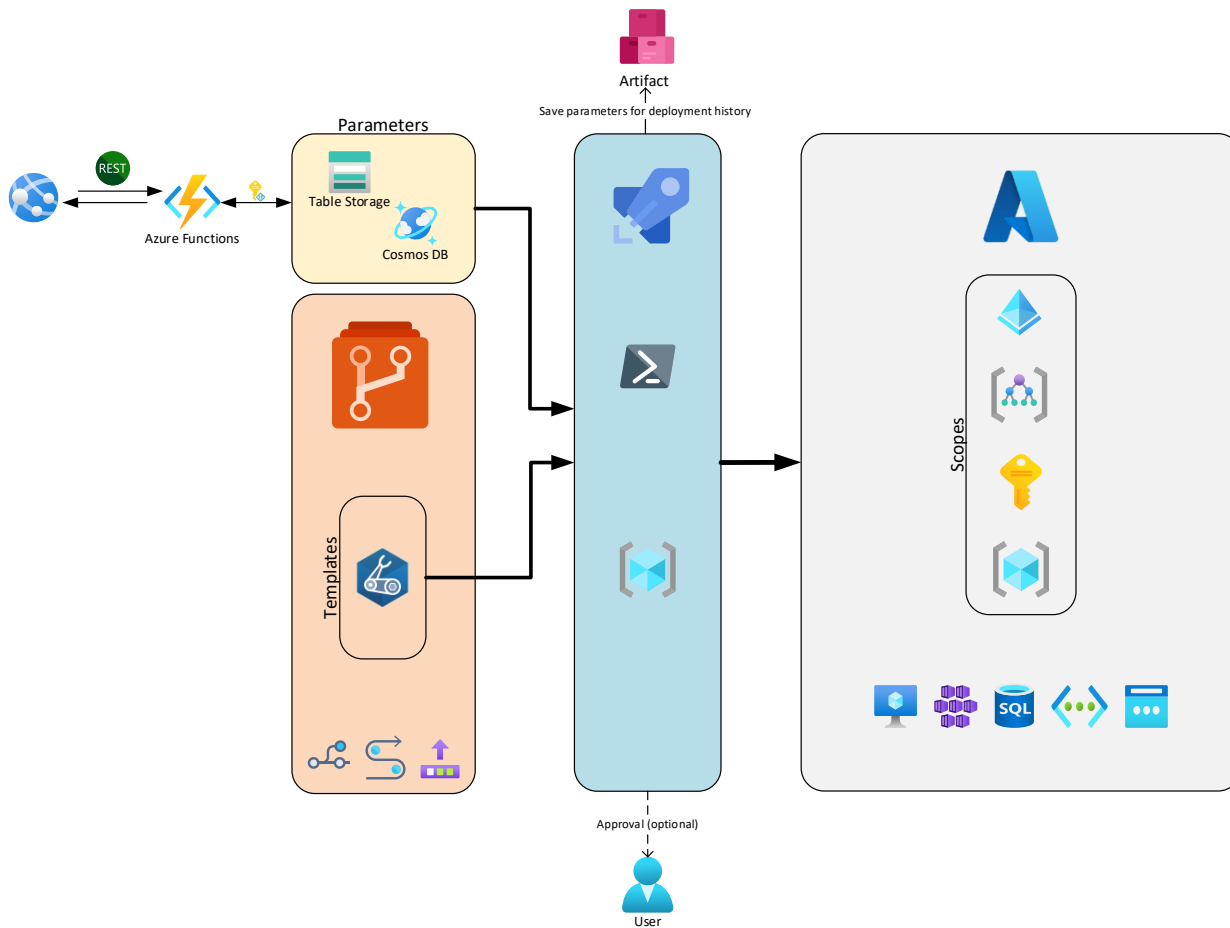 Artifact
Save parameters for deployment history
Parameters
REST
Table Storage
Azure Functions
Cosmos DB
Scopes
Templates
SQL
Approval (optional)
User